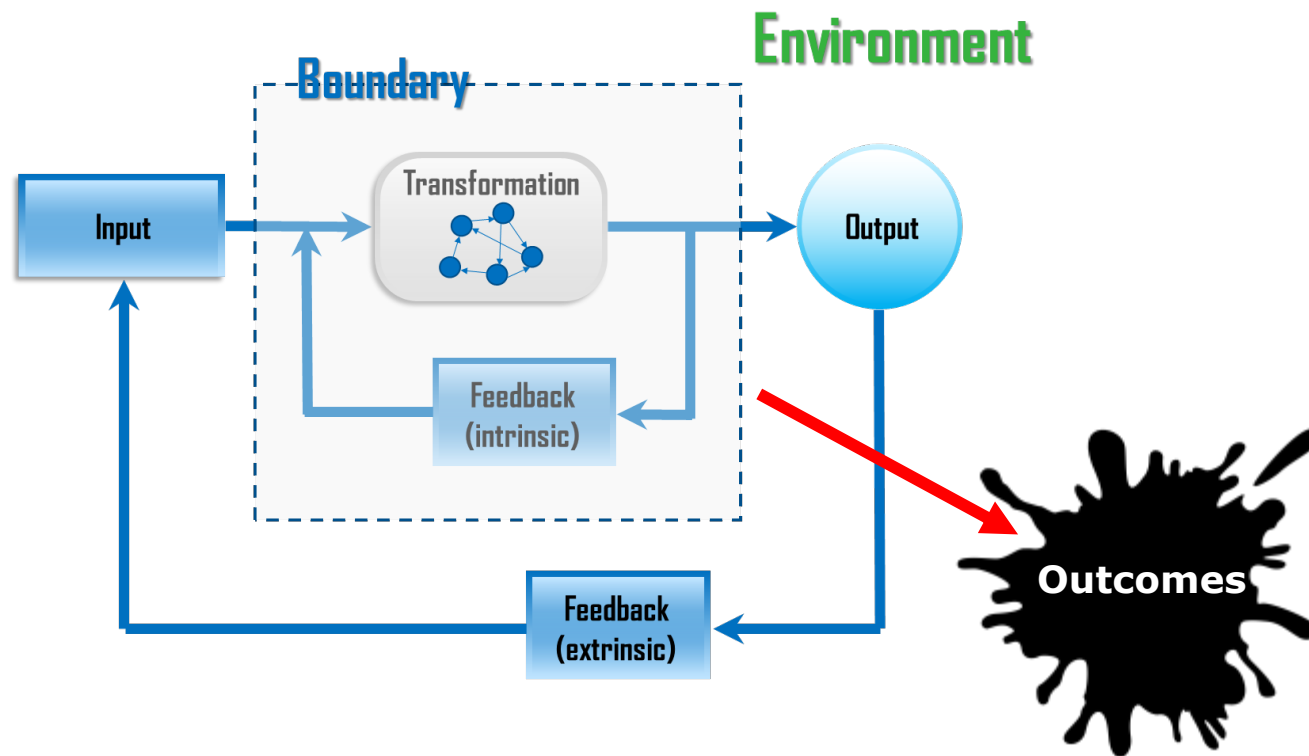 Environment
Boundary
Transformation
Input
Output
Feedback
(intrinsic)
Outcomes
Feedback
(extrinsic)